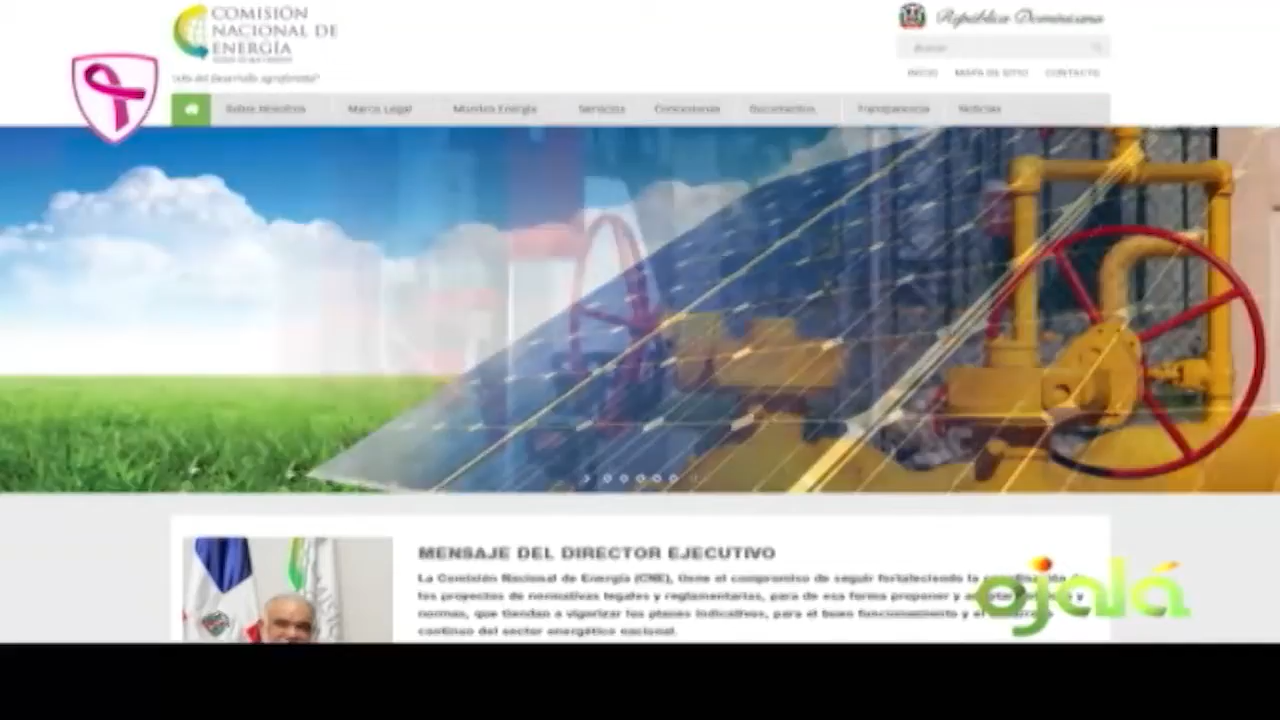 COMISIÓN
NACIONAL DE
ENERGÍA
República Dominicana
Buscar
INICIO MAPA DE SITIO CONTACTO
Sobre Nosotros Marco Legal Mundos Energía Servicios Concesiones Documentos Transparencia Noticias
MENSAJE DEL DIRECTOR EJECUTIVO
La Comisión Nacional de Energía (CNE), tiene el compromiso de seguir fortaleciendo la
los proyectos de normativas legales y reglamentarias, para de esa forma proponer y y
normas, que tiendan a vigorizar los planes indicativos, para el buen funcionamiento y el
continuo del sector energético nacional.
ojalá